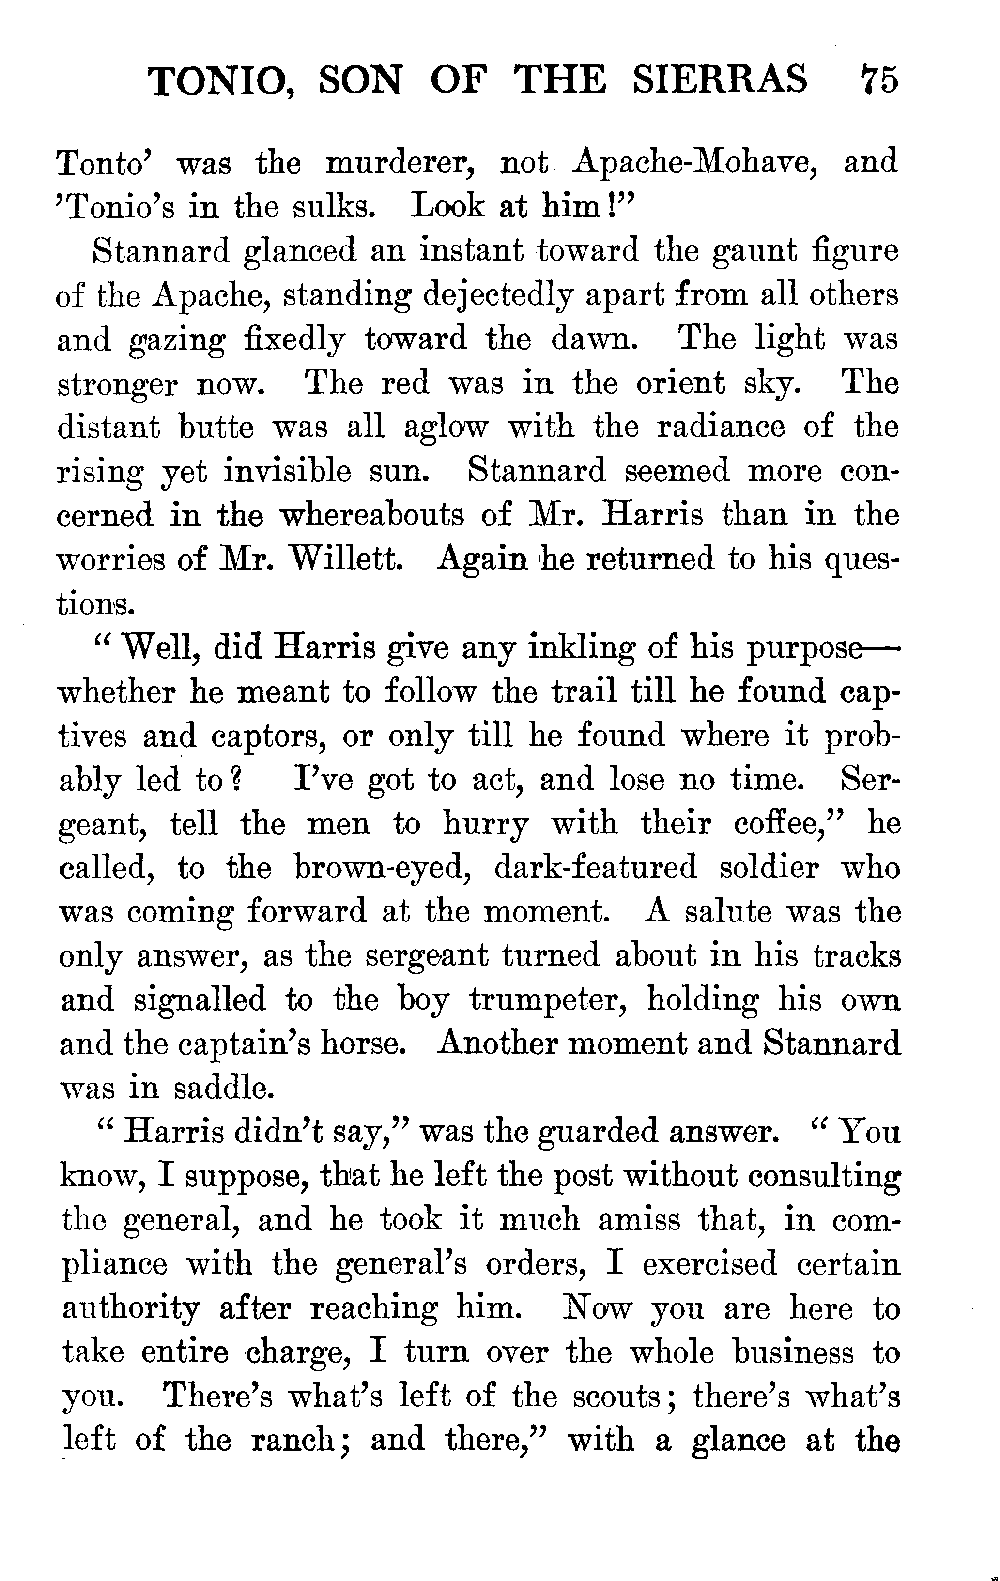 TONIO, SON OF THE SIERRAS 75
Tonto' was the murderer, not Apache-Mohave, and
'Tonio's in the sulks. Look at him!"
Stannard glanced an instant toward the gaunt figure
of the Apache, standing dejectedly apart from all others
and gazing fixedly toward the dawn. The light was
stronger now. The red was in the orient sky. The
distant butte was all aglow with the radiance of the
rising yet invisible sun. Stannard seemed more con-
cerned in the whereabouts of Mr. Harris than in the
worries of Mr. Willett. Again he returned to his ques-
tions.
" Well, did Harris give any inkling of his purpose—
whether he meant to follow the trail till he found cap-
tives and captors, or only till he found where it prob-
ably led to? I've got to act, and lose no time. Ser-
geant, tell the men to hurry with their coffee," he
called, to the brown-eyed, dark-featured soldier who
was coming forward at the moment. A salute was the
only answer, as the sergeant turned about in his tracks
and signalled to the boy trumpeter, holding his own
and the captain's horse. Another moment and Stannard
was in saddle.
" Harris didn't say," was the guarded answer. " You
know, I suppose, that he left the post without consulting
the general, and he took it much amiss that, in com-
pliance with the general's orders, I exercised certain
authority after reaching him. Now you are here to
take entire charge, I turn over the whole business to
you. There's what's left of the scouts; there's what's
left of the ranch; and there," with a glance at the